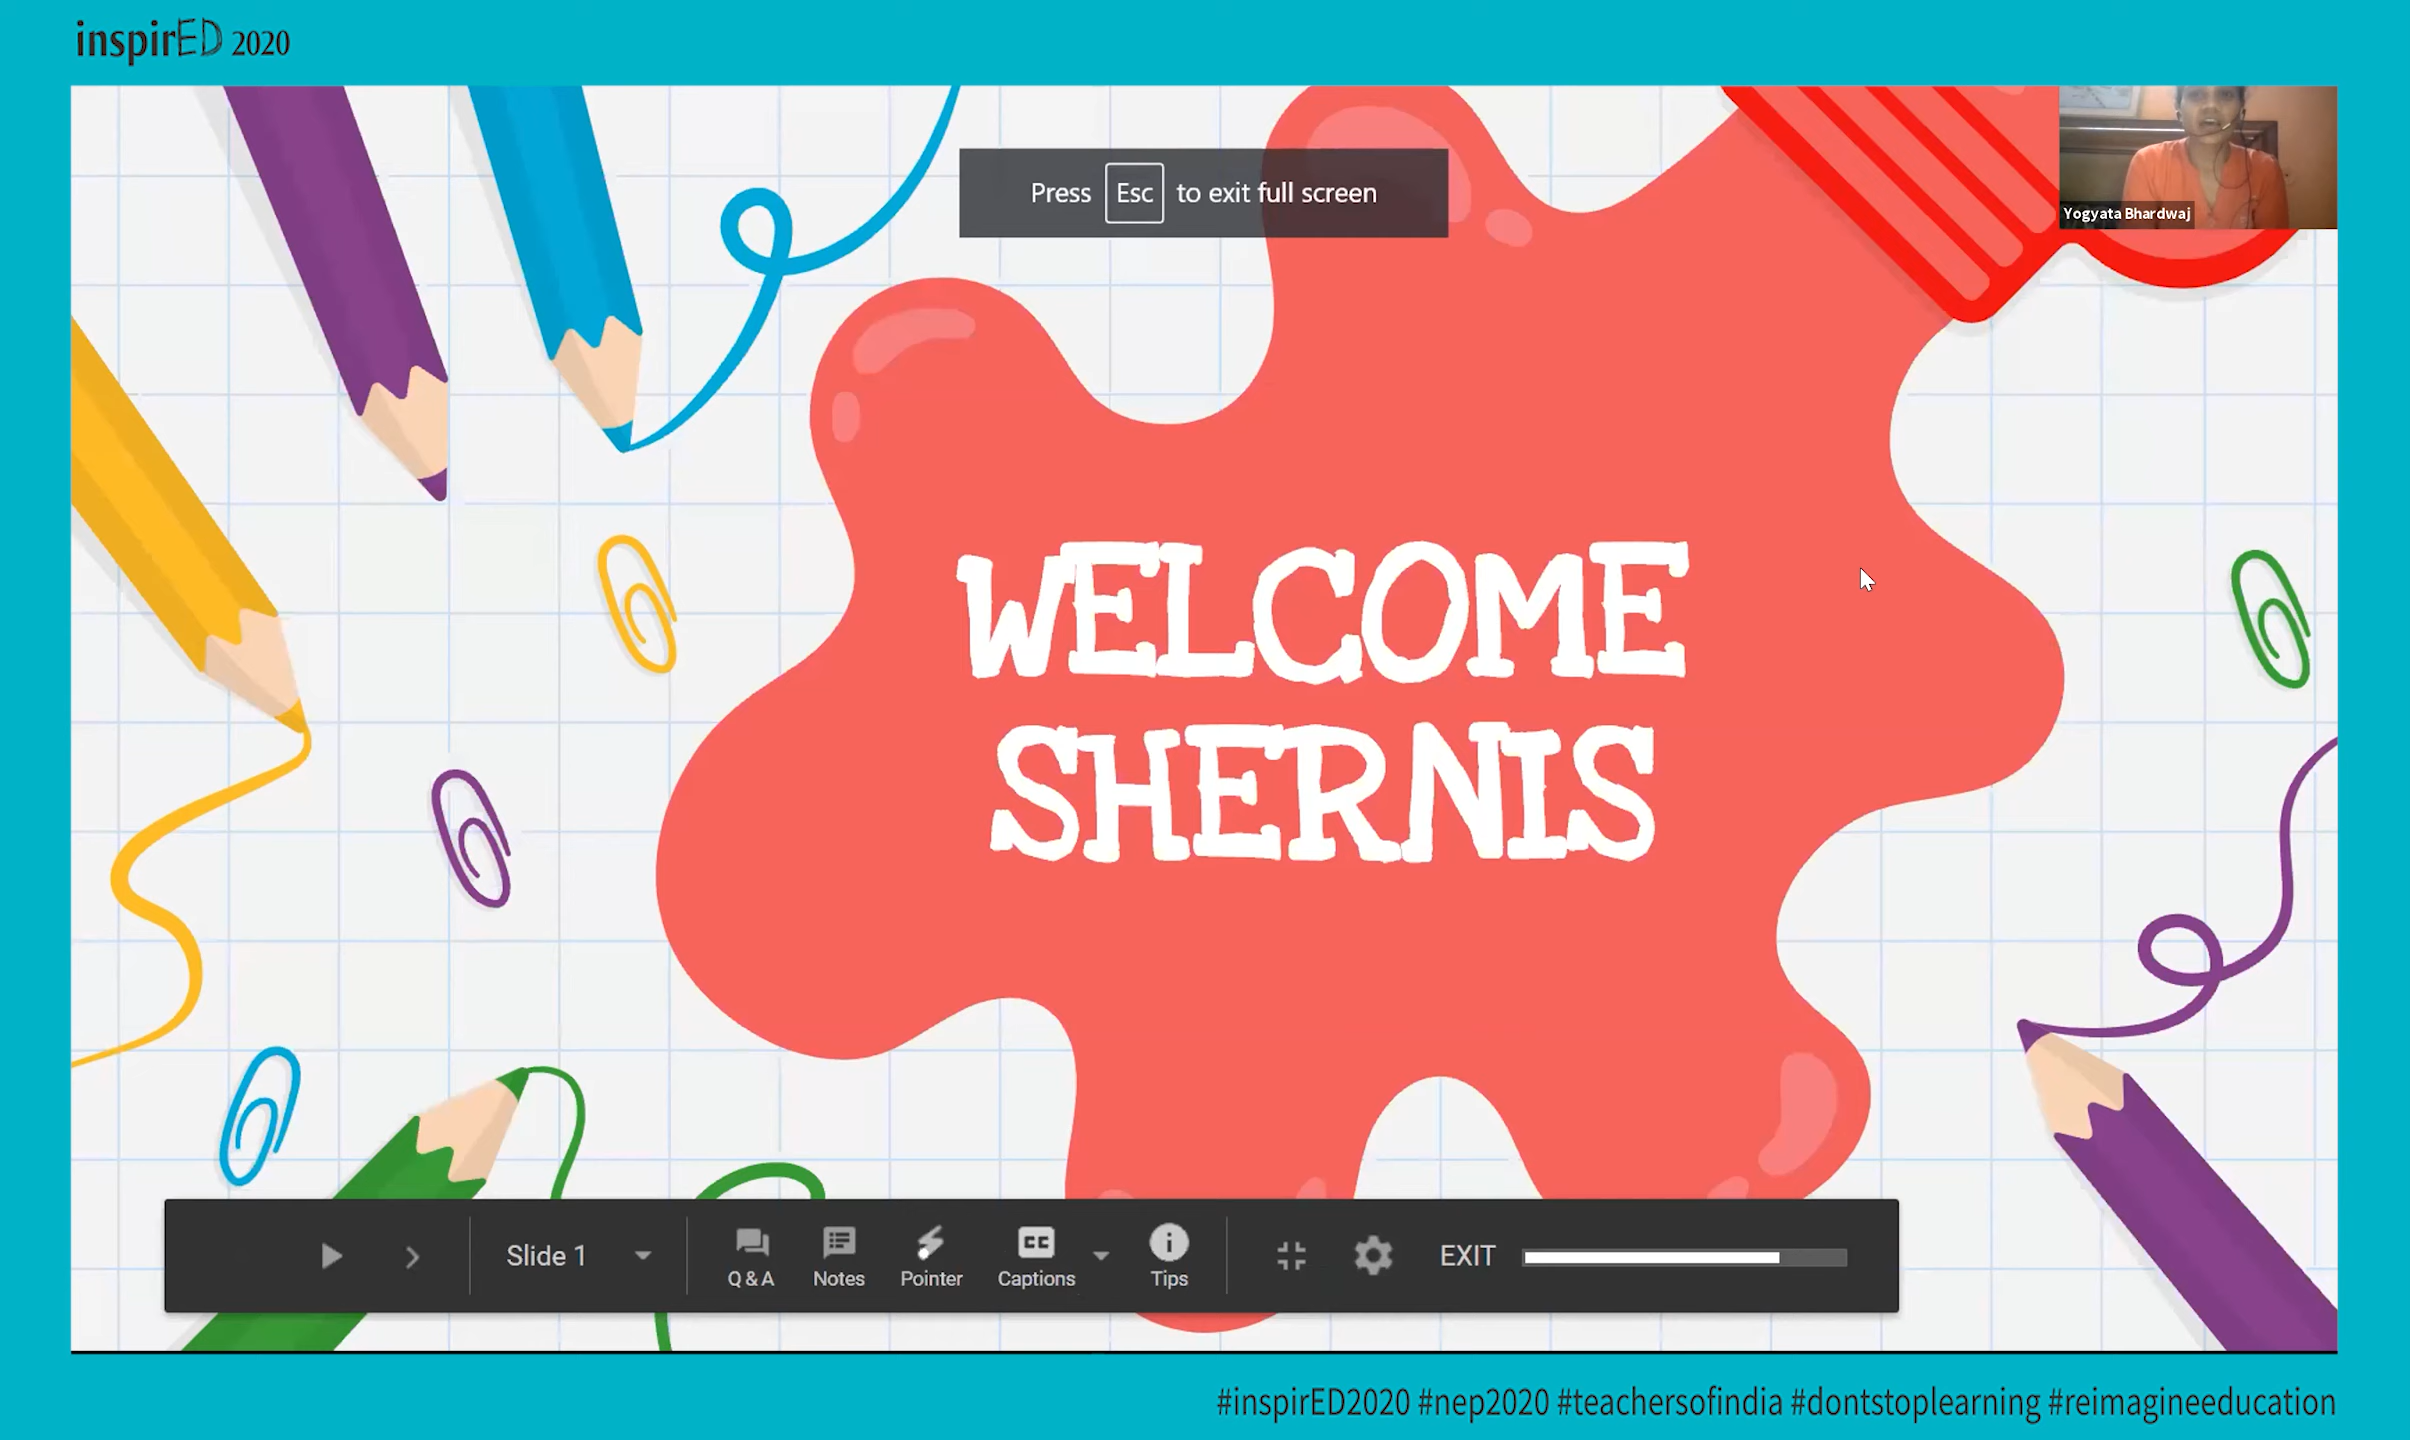 inspirED 2020
Press Esc to exit full screen
Yogyata Bhardwaj
WELCOME
SHERNIS
Slide 1
Q & A
Notes
Pointer
CC
Captions
Tips
EXIT
#inspirED2020 #nep2020 #teachersofindia #dontstoplearning #reimagineeducation